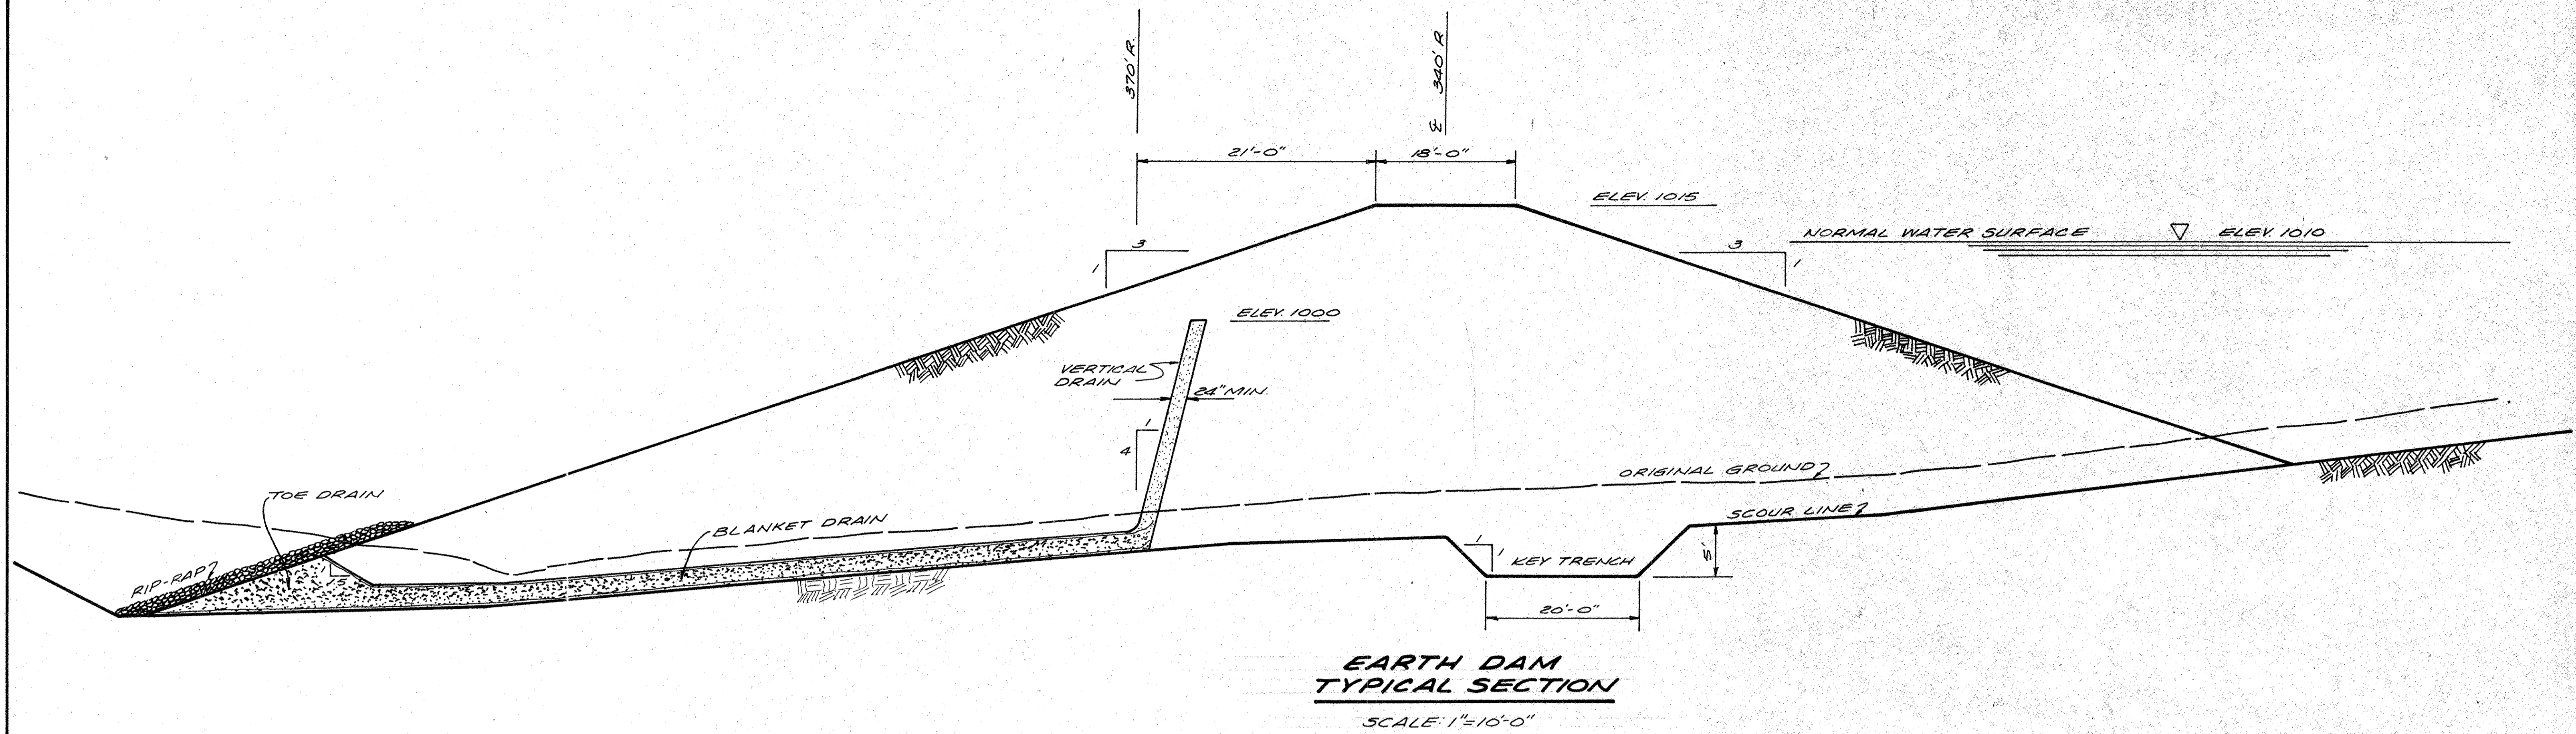 370' R.
℄ 340' R
21'-0"
18'-0"
ELEV. 1015
3
1
3
1
NORMAL WATER SURFACE ELEV. 1010
ELEV. 1000
VERTICAL
DRAIN
24" MIN.
1
4
ORIGINAL GROUND
TOE DRAIN
BLANKET DRAIN
SCOUR LINE
RIP-RAP
1
1.5
1
1
KEY TRENCH
5'
20'-0"
EARTH DAM
TYPICAL SECTION
SCALE: 1"=10'-0"